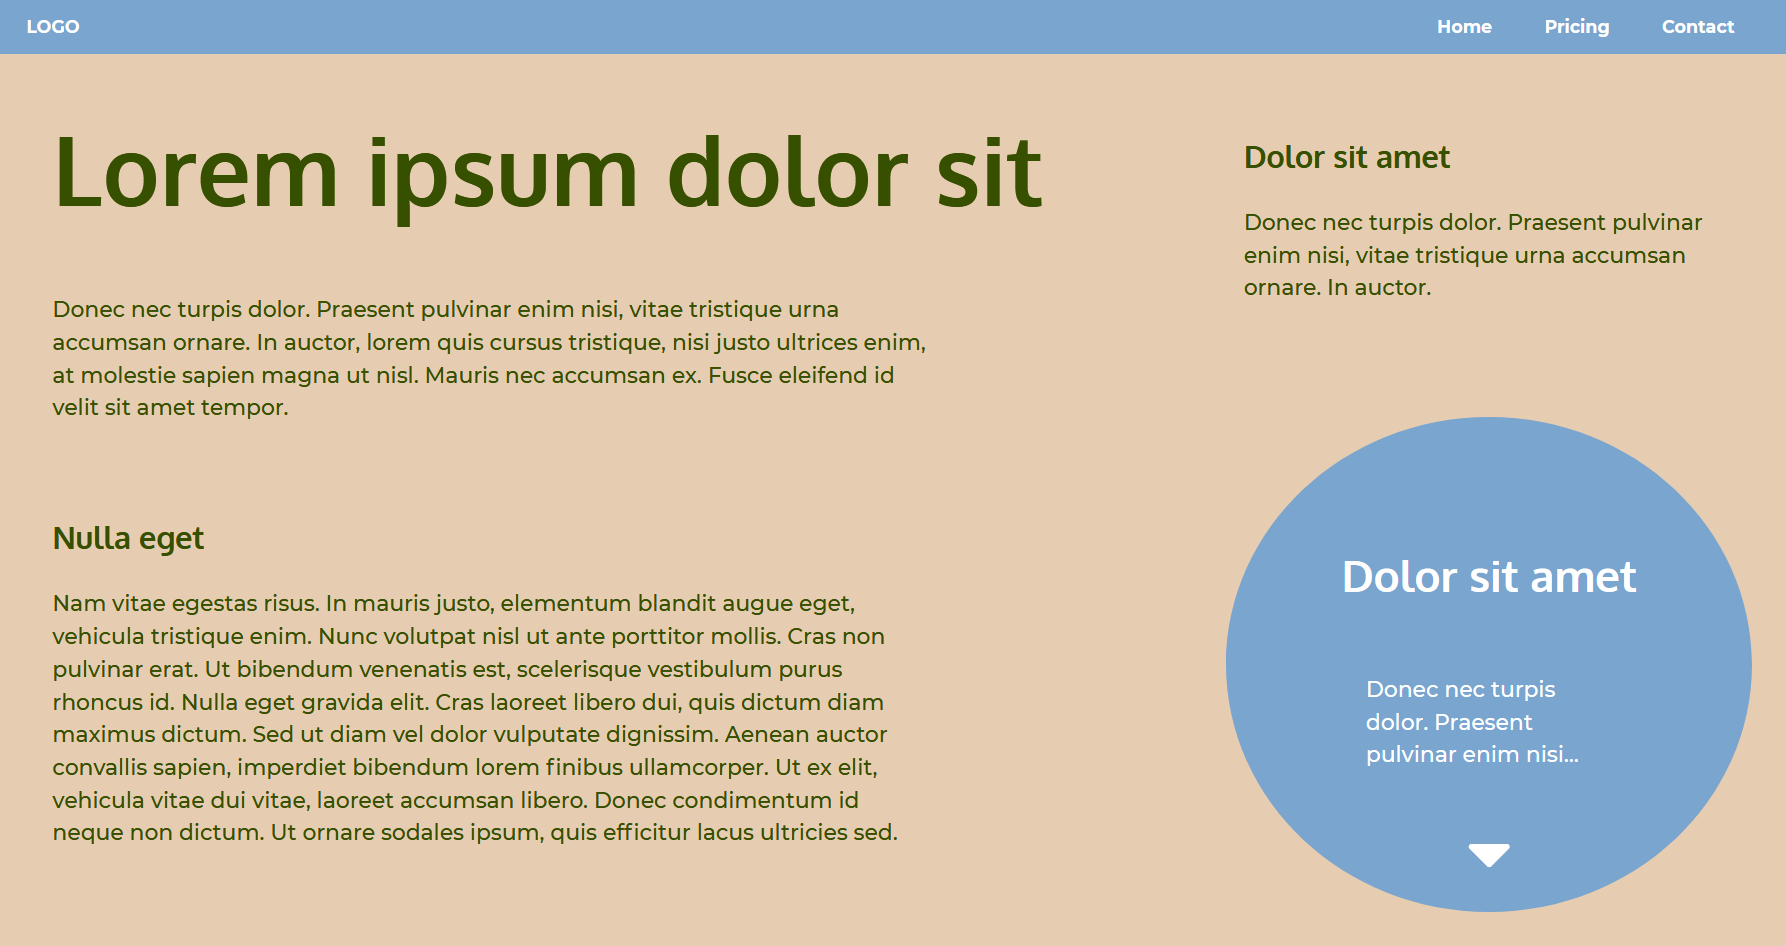 LOGO
Home
Pricing
Contact
Lorem ipsum dolor sit
Donec nec turpis dolor. Praesent pulvinar enim nisi, vitae tristique urna
accumsan ornare. In auctor, lorem quis cursus tristique, nisi justo ultrices enim,
at molestie sapien magna ut nisl. Mauris nec accumsan ex. Fusce eleifend id
velit sit amet tempor.
Nulla eget
Nam vitae egestas risus. In mauris justo, elementum blandit augue eget,
vehicula tristique enim. Nunc volutpat nisl ut ante porttitor mollis. Cras non
pulvinar erat. Ut bibendum venenatis est, scelerisque vestibulum purus
rhoncus id. Nulla eget gravida elit. Cras laoreet libero dui, quis dictum diam
maximus dictum. Sed ut diam vel dolor vulputate dignissim. Aenean auctor
convallis sapien, imperdiet bibendum lorem finibus ullamcorper. Ut ex elit,
vehicula vitae dui vitae, laoreet accumsan libero. Donec condimentum id
neque non dictum. Ut ornare sodales ipsum, quis efficitur lacus ultricies sed.
Dolor sit amet
Donec nec turpis dolor. Praesent pulvinar
enim nisi, vitae tristique urna accumsan
ornare. In auctor.
Dolor sit amet
Donec nec turpis
dolor. Praesent
pulvinar enim nisi...